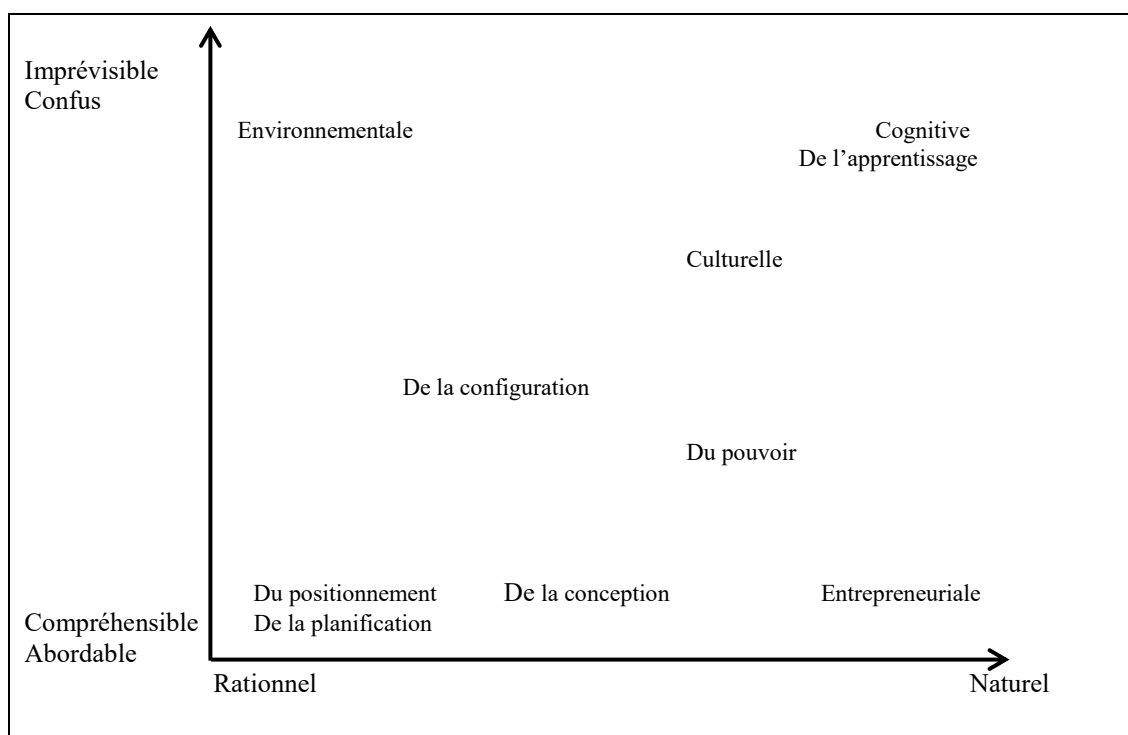 Imprévisible
Confus
Environnementale
Cognitive
De l’apprentissage
Culturelle
De la configuration
Du pouvoir
Du positionnement
De la conception
Entrepreneuriale
De la planification
Compréhensible
Abordable
Rationnel
Naturel